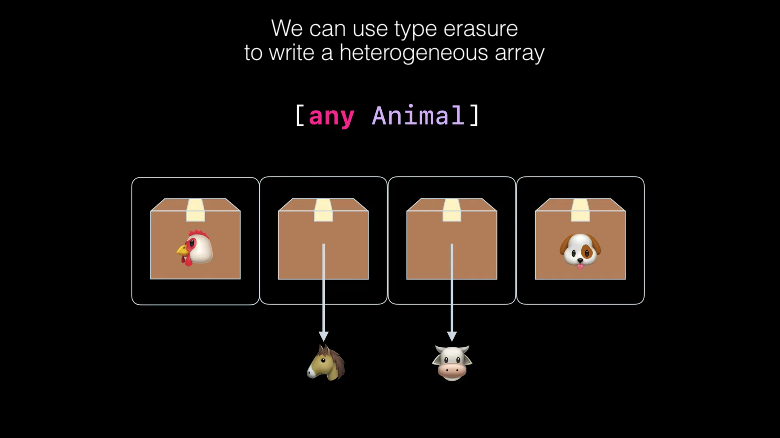 We can use type erasure
to write a heterogeneous array
[any Animal]